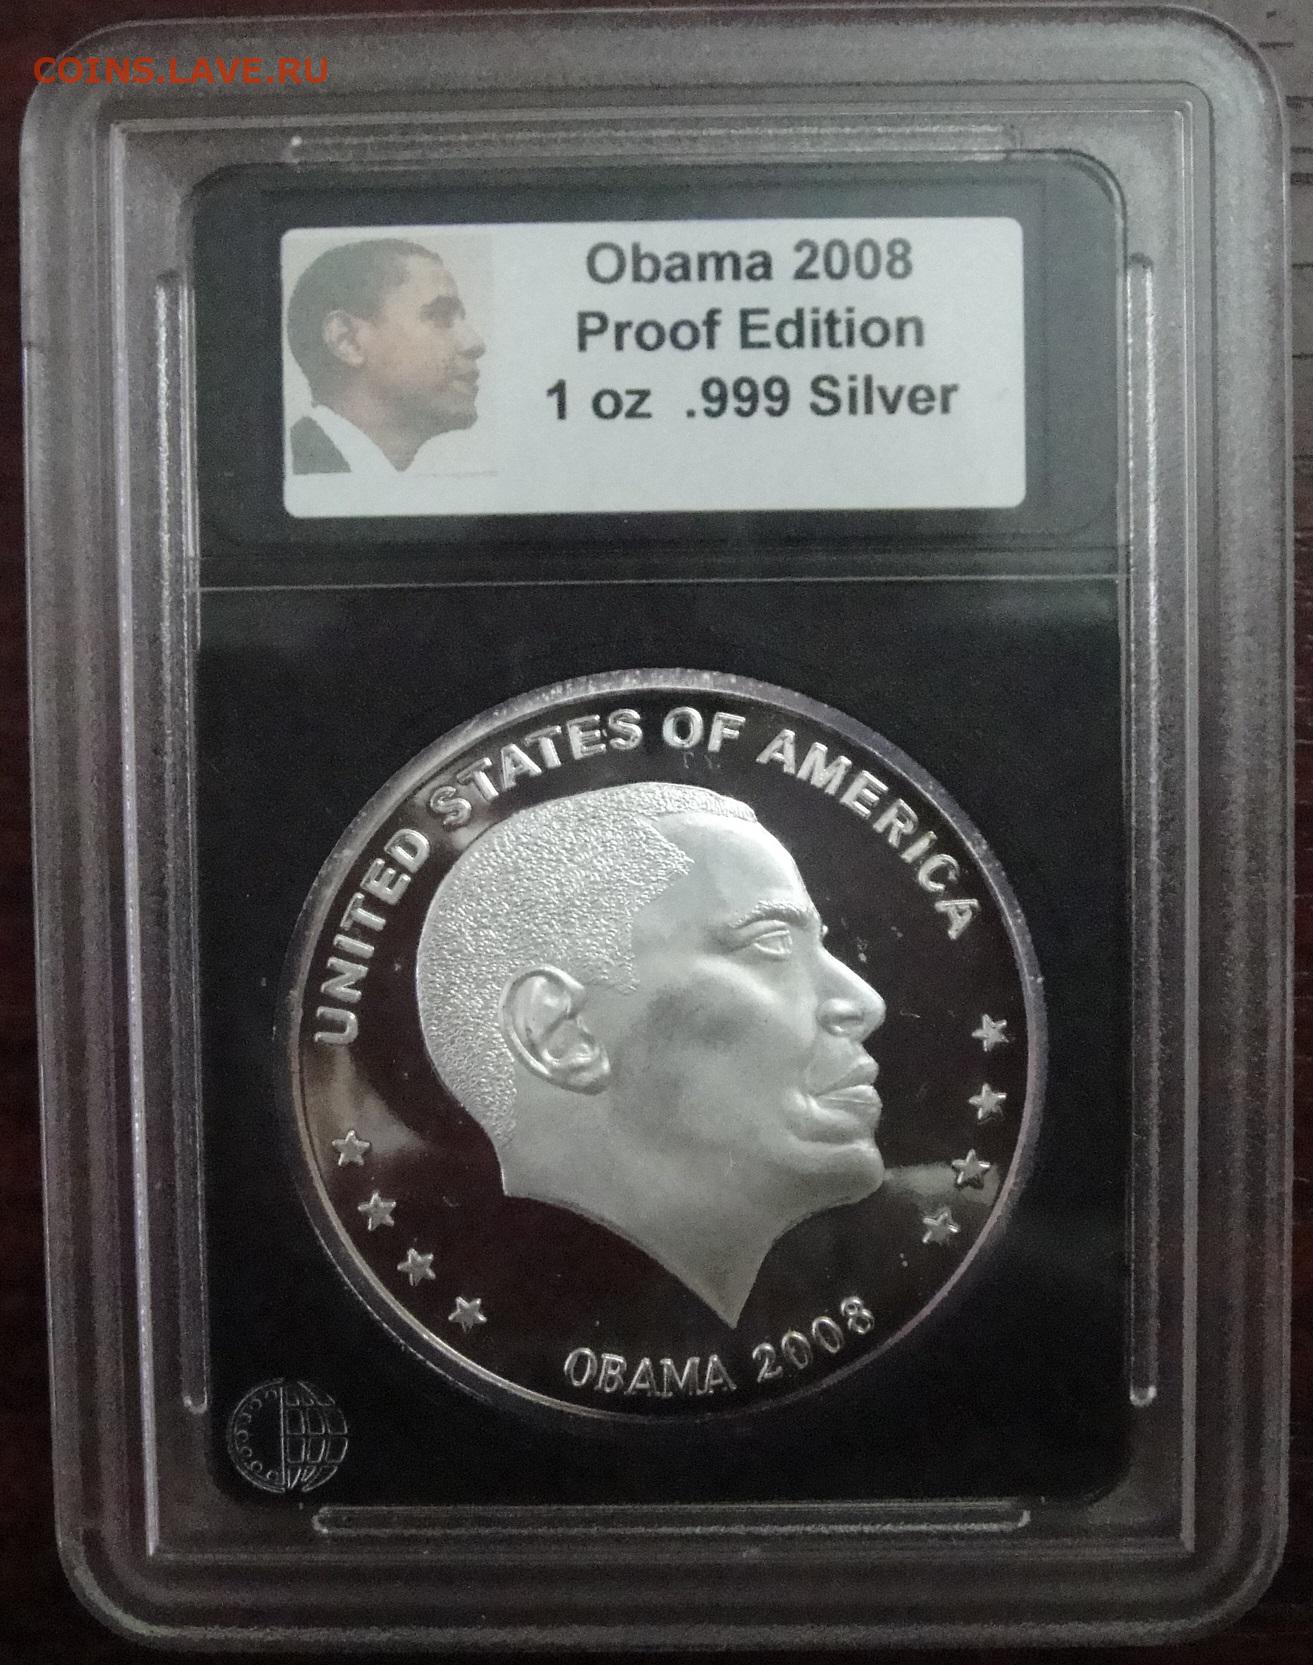 COINS.LAVE.RU
Obama 2008
Proof Edition
1 oz .999 Silver
UNITED STATES OF AMERICA
OBAMA 2008